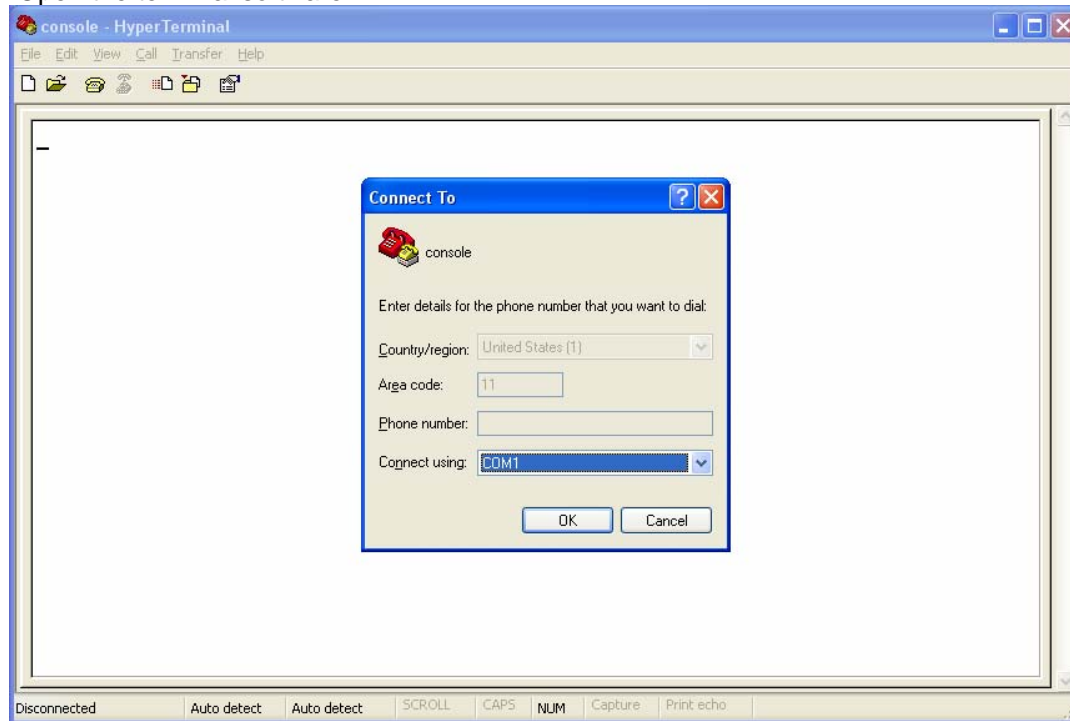 console - HyperTerminal
File Edit View Call Transfer Help
Connect To
console
Enter details for the phone number that you want to dial:
Country/region: United States (1)
Area code: 11
Phone number:
Connect using: COM1
OK Cancel
Disconnected Auto detect Auto detect SCROLL CAPS NUM Capture Print echo